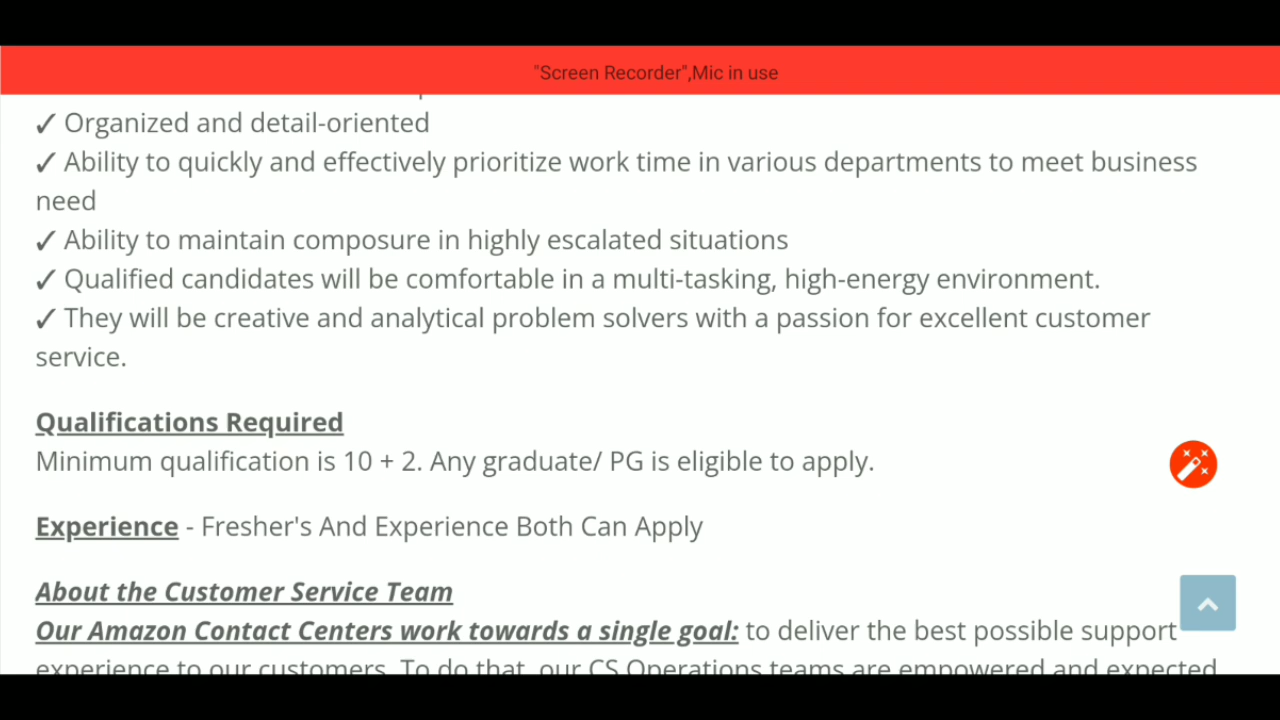 "Screen Recorder",Mic in use
✓ Organized and detail-oriented
✓ Ability to quickly and effectively prioritize work time in various departments to meet business
need
✓ Ability to maintain composure in highly escalated situations
✓ Qualified candidates will be comfortable in a multi-tasking, high-energy environment.
✓ They will be creative and analytical problem solvers with a passion for excellent customer
service.
Qualifications Required
Minimum qualification is 10 + 2. Any graduate/ PG is eligible to apply.
Experience - Fresher's And Experience Both Can Apply
About the Customer Service Team
Our Amazon Contact Centers work towards a single goal: to deliver the best possible support
experience to our customers. To do that, our CS Operations teams are empowered and expected